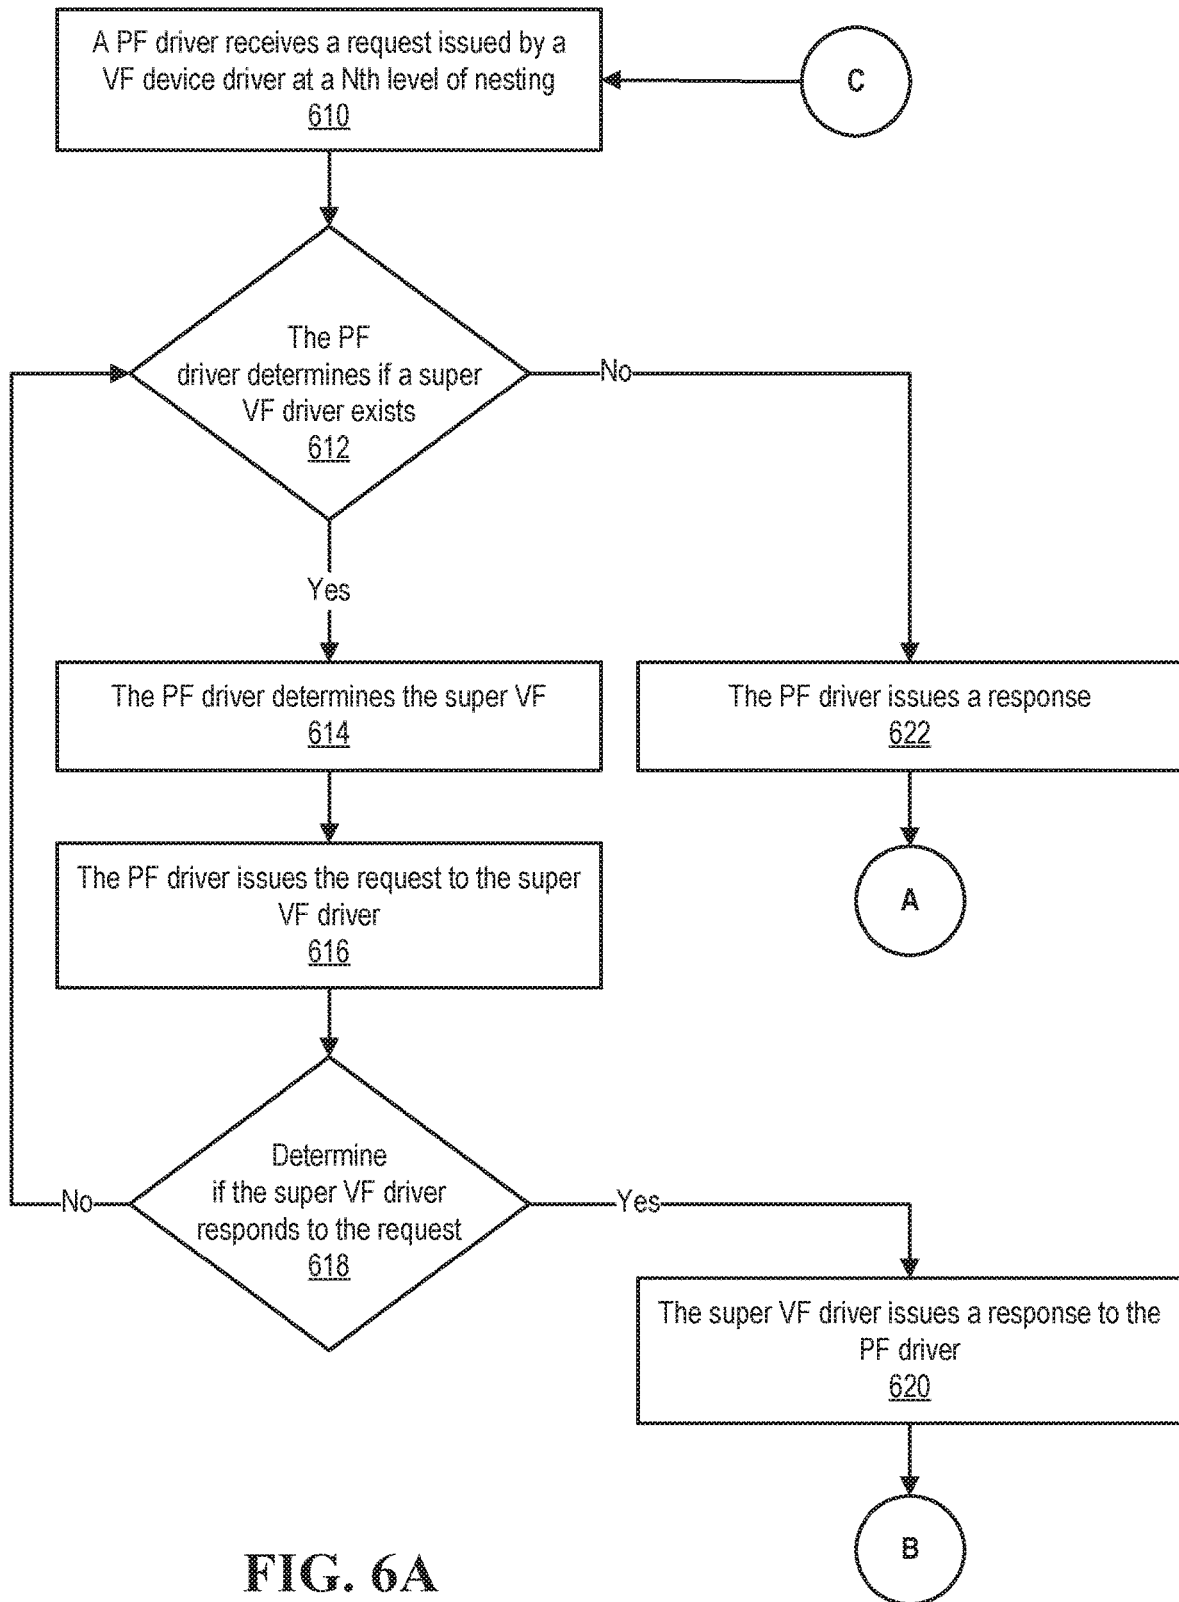 A PF driver receives a request issued by a
VF device driver at a Nth level of nesting
610
C
The PF
driver determines if a super
VF driver exists
612
No
Yes
The PF driver determines the super VF
614
The PF driver issues a response
622
The PF driver issues the request to the super
VF driver
616
A
Determine
if the super VF driver
responds to the request
618
No
Yes
The super VF driver issues a response to the
PF driver
620
B
FIG. 6A